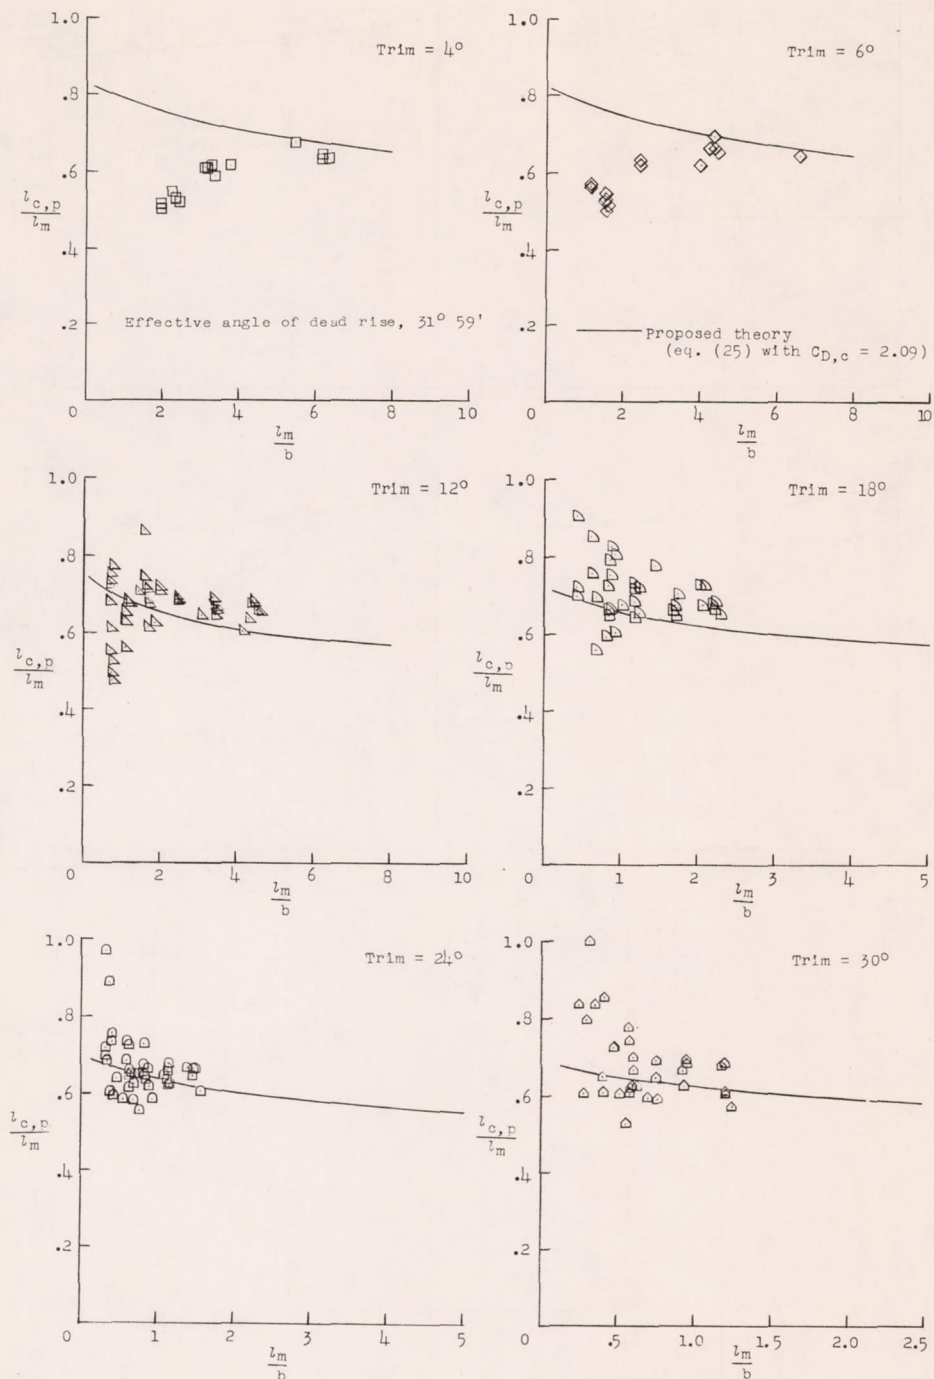 Trim = 4°
1.0
.8
.6
.4
.2
0
2
4
6
8
10
l_c,p
l_m
l_m
b
Effective angle of dead rise, 31° 59'
Trim = 6°
1.0
.8
.6
.4
.2
0
2
4
6
8
10
l_c,p
l_m
l_m
b
Proposed theory
(eq. (25) with C_D,c = 2.09)
Trim = 12°
1.0
.8
.6
.4
.2
0
2
4
6
8
10
l_c,p
l_m
l_m
b
Trim = 18°
1.0
.8
.6
.4
.2
0
1
2
3
4
5
l_c,p
l_m
l_m
b
Trim = 24°
1.0
.8
.6
.4
.2
0
1
2
3
4
5
l_c,p
l_m
l_m
b
Trim = 30°
1.0
.8
.6
.4
.2
0
.5
1.0
1.5
2.0
2.5
l_c,p
l_m
l_m
b